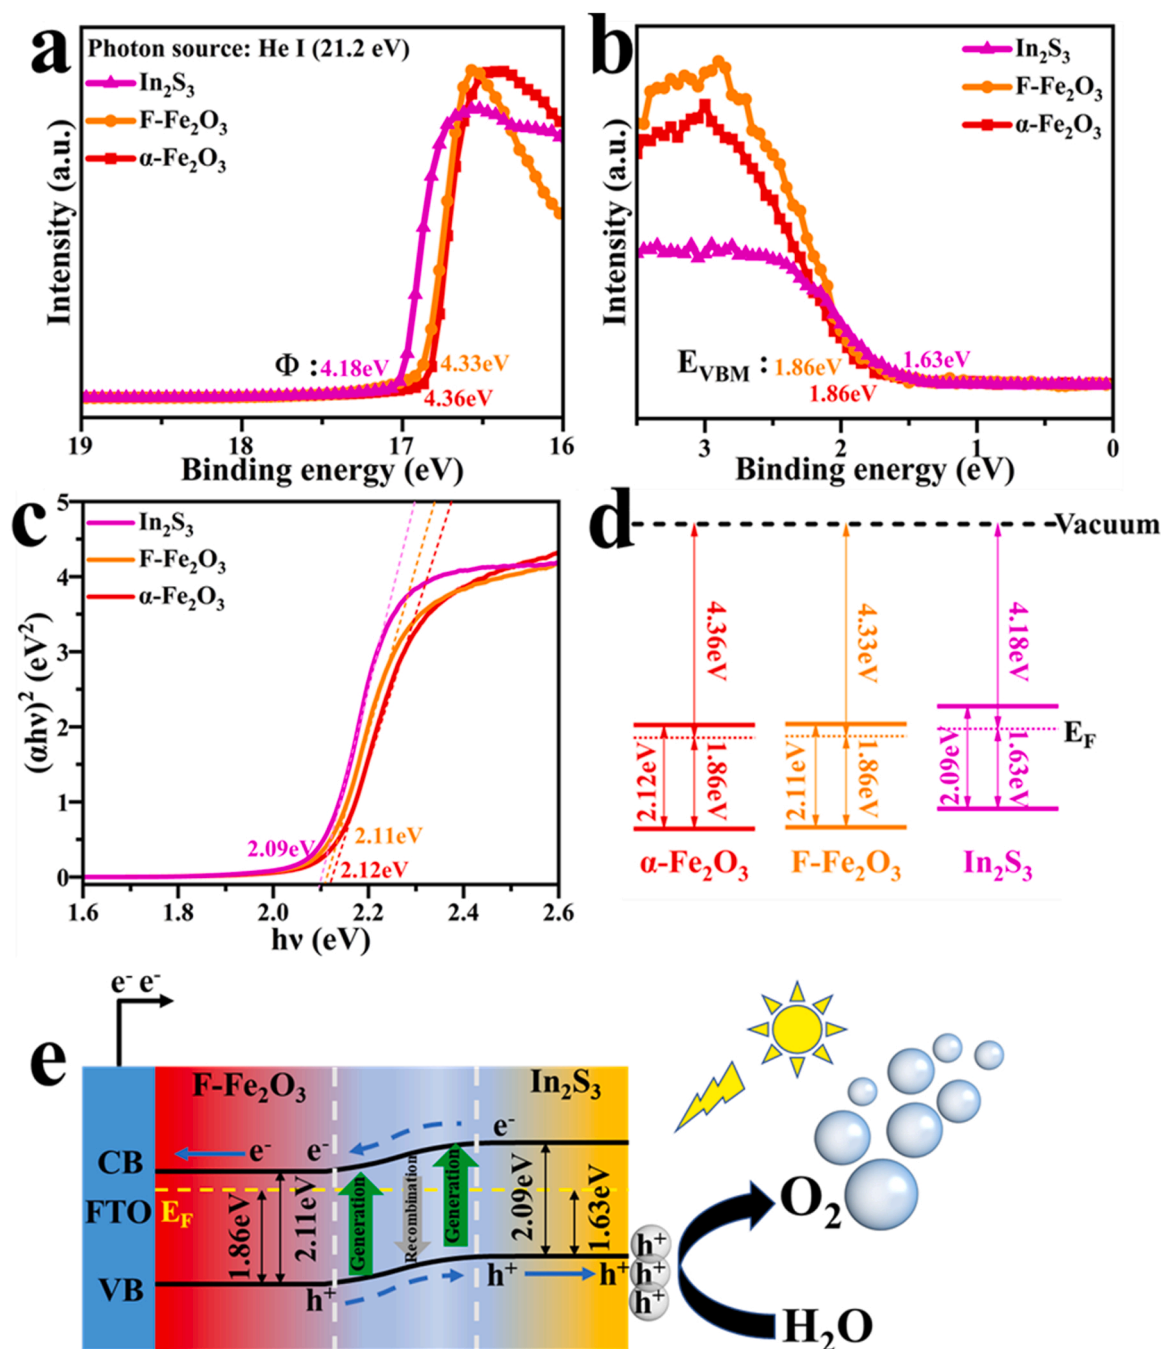 a
Photon source: He I (21.2 eV)
In₂S₃
F-Fe₂O₃
α-Fe₂O₃
Intensity (a.u.)
Φ :
4.18eV
4.33eV
4.36eV
19 18 17 16
Binding energy (eV)
b
In₂S₃
F-Fe₂O₃
α-Fe₂O₃
Intensity (a.u.)
E_VBM :
1.86eV
1.63eV
1.86eV
3 2 1 0
Binding energy (eV)
c
In₂S₃
F-Fe₂O₃
α-Fe₂O₃
(αhν)² (eV²)
5
4
3
2
1
0
2.09eV
2.11eV
2.12eV
1.6 1.8 2.0 2.2 2.4 2.6
hν (eV)
d
Vacuum
4.36eV
4.33eV
4.18eV
E_F
2.12eV
1.86eV
2.11eV
1.86eV
2.09eV
1.63eV
α-Fe₂O₃
F-Fe₂O₃
In₂S₃
e⁻ e⁻
e
F-Fe₂O₃
In₂S₃
CB
e⁻
e⁻
e⁻
FTO
E_F
1.86eV
2.11eV
Generation
Recombination
Generation
2.09eV
1.63eV
VB
h⁺
h⁺
h⁺
h⁺
h⁺
h⁺
O₂
H₂O